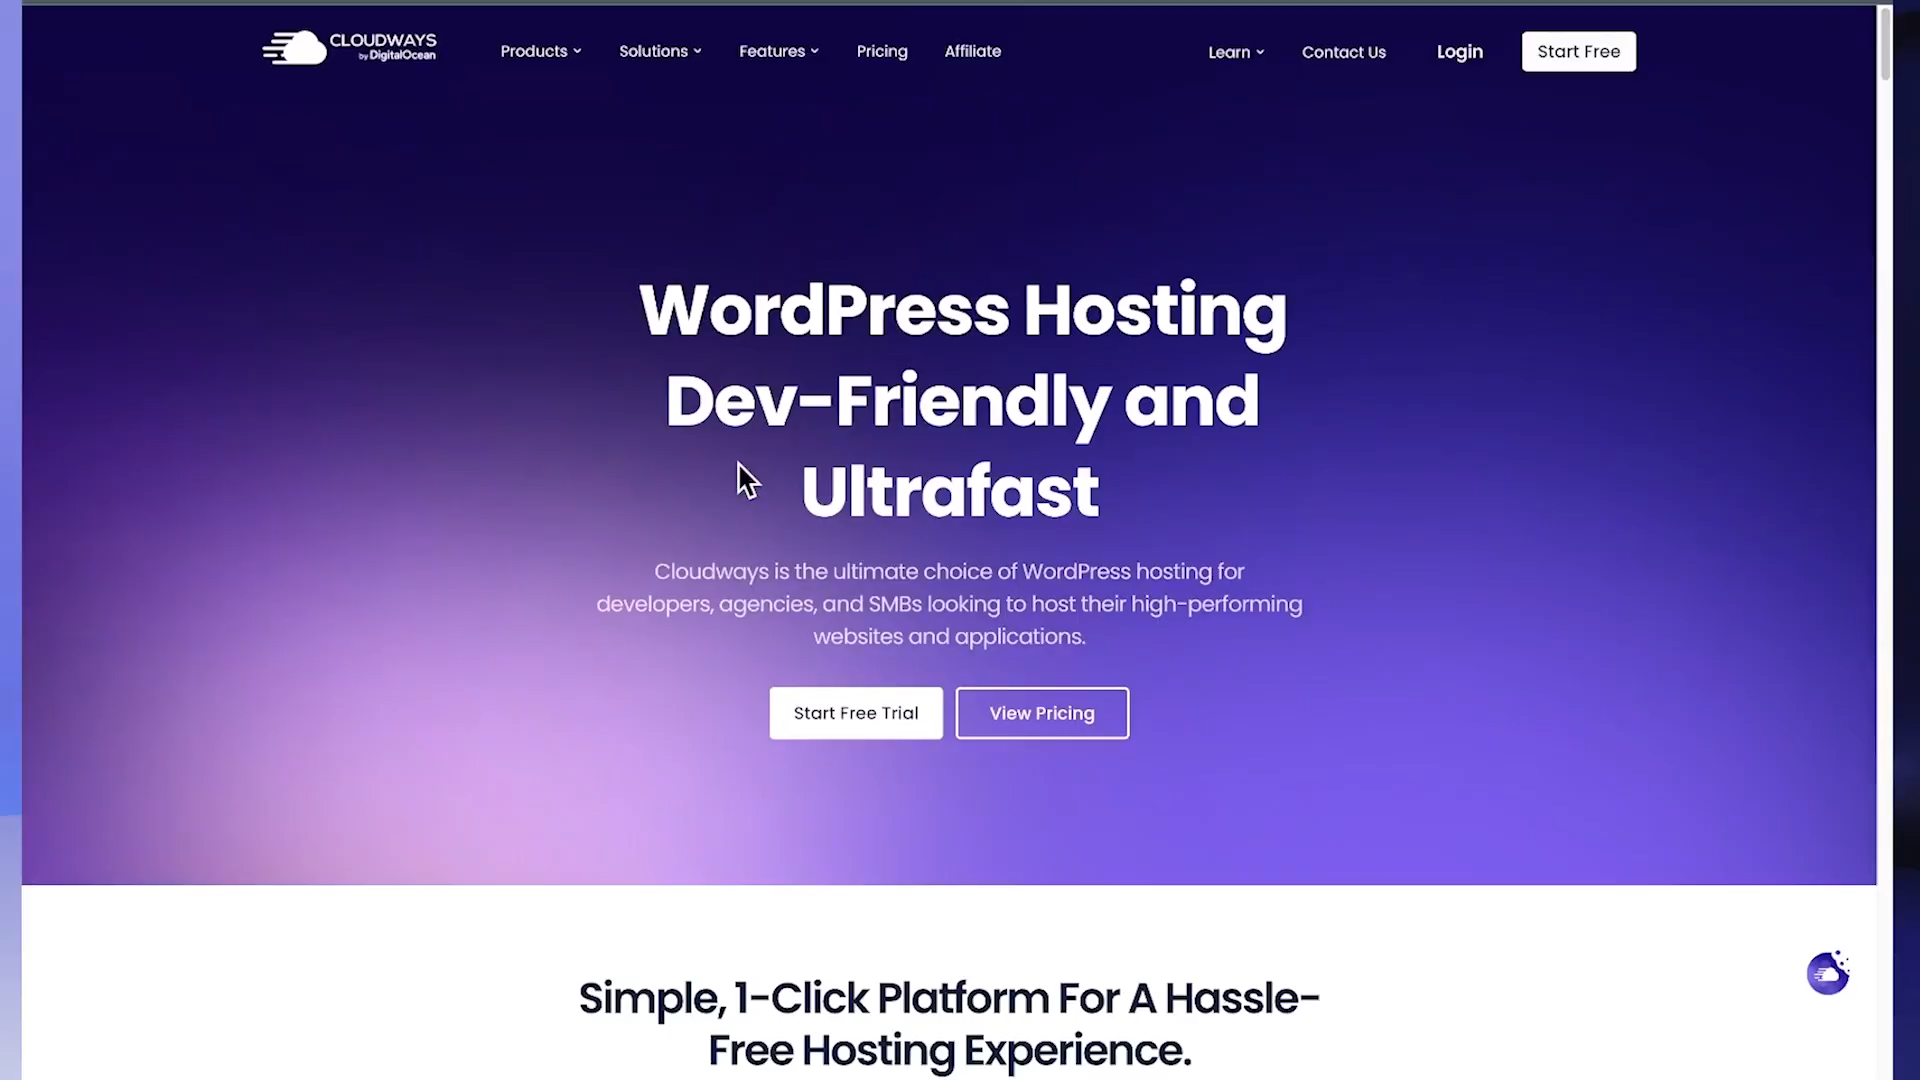 CLOUDWAYS
by DigitalOcean
Products
Solutions
Features
Pricing
Affiliate
Learn
Contact Us
Login
Start Free
WordPress Hosting
Dev-Friendly and
Ultrafast
Cloudways is the ultimate choice of WordPress hosting for
developers, agencies, and SMBs looking to host their high-performing
websites and applications.
Start Free Trial
View Pricing
Simple, 1-Click Platform For A Hassle-
Free Hosting Experience.